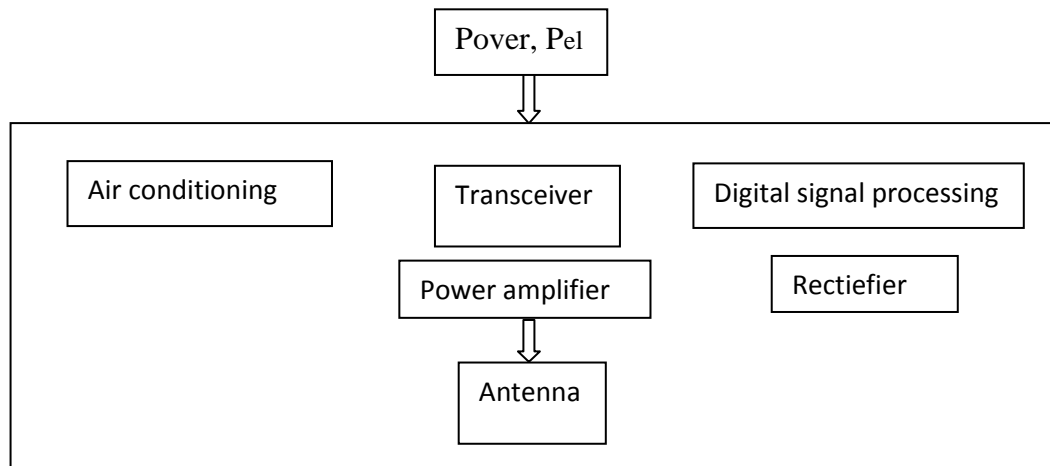 Pover, Pel
Air conditioning
Transceiver
Digital signal processing
Power amplifier
Rectiefier
Antenna